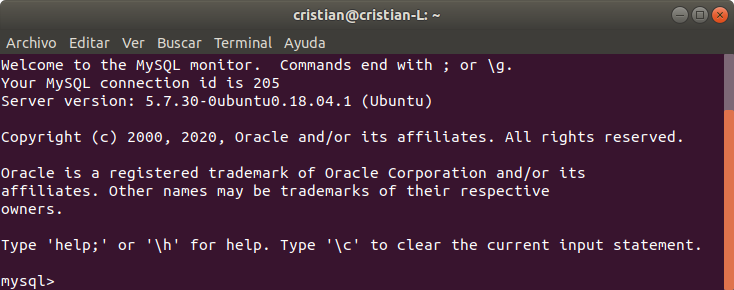 cristian@cristian-L: ~
Archivo Editar Ver Buscar Terminal Ayuda
Welcome to the MySQL monitor.  Commands end with ; or \g.
Your MySQL connection id is 205
Server version: 5.7.30-0ubuntu0.18.04.1 (Ubuntu)
Copyright (c) 2000, 2020, Oracle and/or its affiliates. All rights reserved.
Oracle is a registered trademark of Oracle Corporation and/or its
affiliates. Other names may be trademarks of their respective
owners.
Type 'help;' or '\h' for help. Type '\c' to clear the current input statement.
mysql>